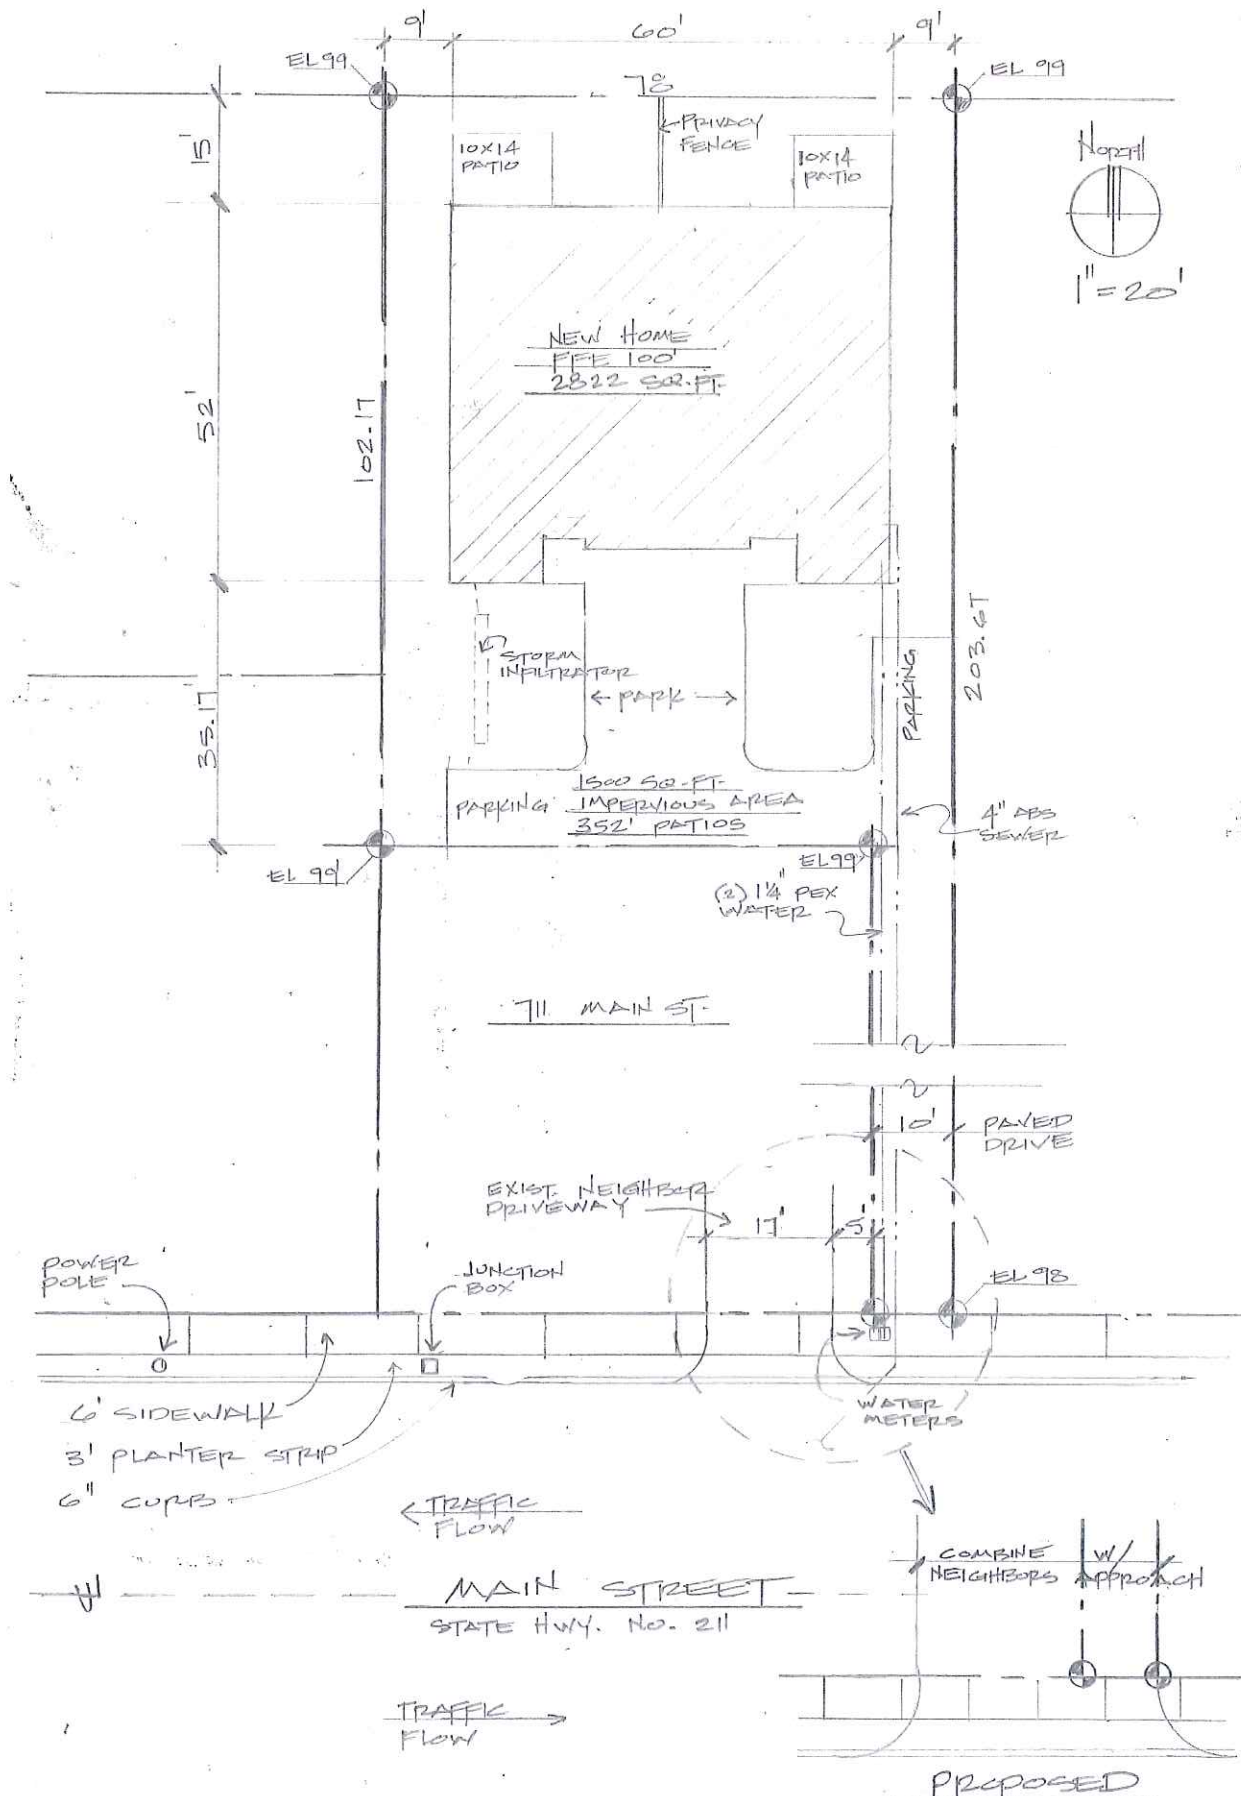 9'
60'
9'
EL 99
78
EL 99
15'
10X14
PATIO
PRIVACY
FENCE
10X14
PATIO
NORTH
1"=20'
NEW HOME
FFE 100'
2822 SQ.FT.
52'
102.17
203.67
STORM
INFILTRATOR
PARK
PARKING
35.17'
PARKING
1500 SQ.FT.
IMPERVIOUS AREA
352' PATIOS
4" ABS
SEWER
EL 99'
EL 99'
(2) 1 1/4" PEX
WATER
711 MAIN ST.
10'
PAVED
DRIVE
EXIST. NEIGHBOR
DRIVEWAY
17'
5'
POWER
POLE
JUNCTION
BOX
EL 98
6' SIDEWALK
3' PLANTER STRIP
6" CURB
WATER
METERS
TRAFFIC
FLOW
COMBINE W/
NEIGHBORS APPROACH
W
MAIN STREET
STATE HWY. NO. 211
TRAFFIC
FLOW
PROPOSED